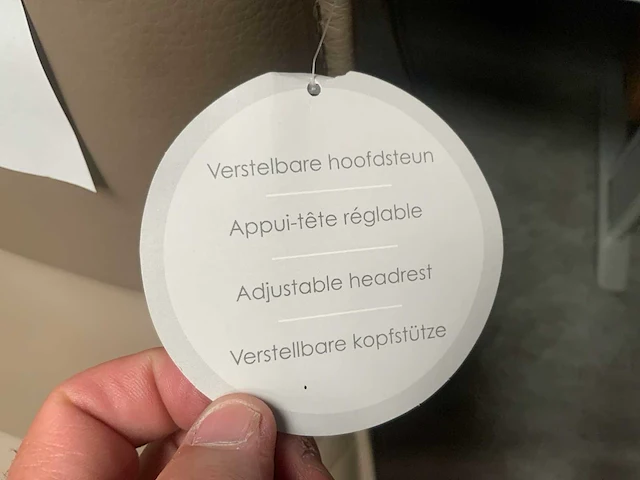 Verstelbare hoofdsteun
Appui-tête réglable
Adjustable headrest
Verstellbare kopfstütze